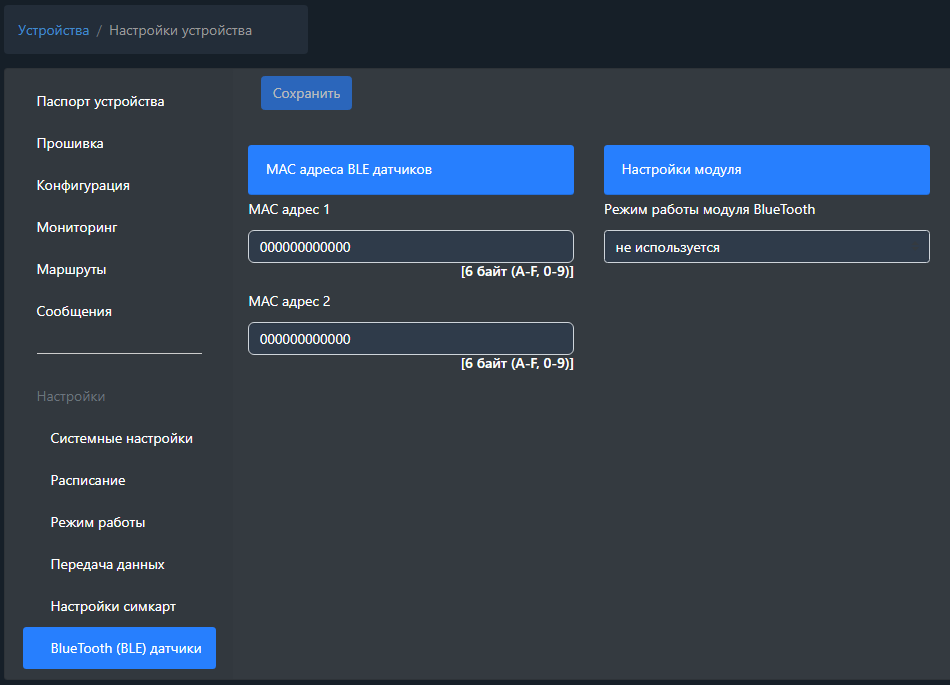 Устройства / Настройки устройства
Паспорт устройства
Прошивка
Конфигурация
Мониторинг
Маршруты
Сообщения
Настройки
Системные настройки
Расписание
Режим работы
Передача данных
Настройки симкарт
BlueTooth (BLE) датчики
Сохранить
MAC адреса BLE датчиков
MAC адрес 1
000000000000
[6 байт (A-F, 0-9)]
MAC адрес 2
000000000000
[6 байт (A-F, 0-9)]
Настройки модуля
Режим работы модуля BlueTooth
не используется